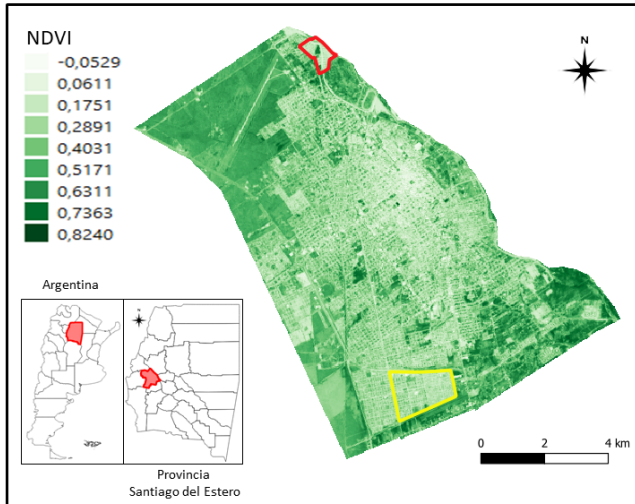 NDVI
-0,0529
0,0611
0,1751
0,2891
0,4031
0,5171
0,6311
0,7363
0,8240
N
Argentina
Provincia
Santiago del Estero
0 2 4 km